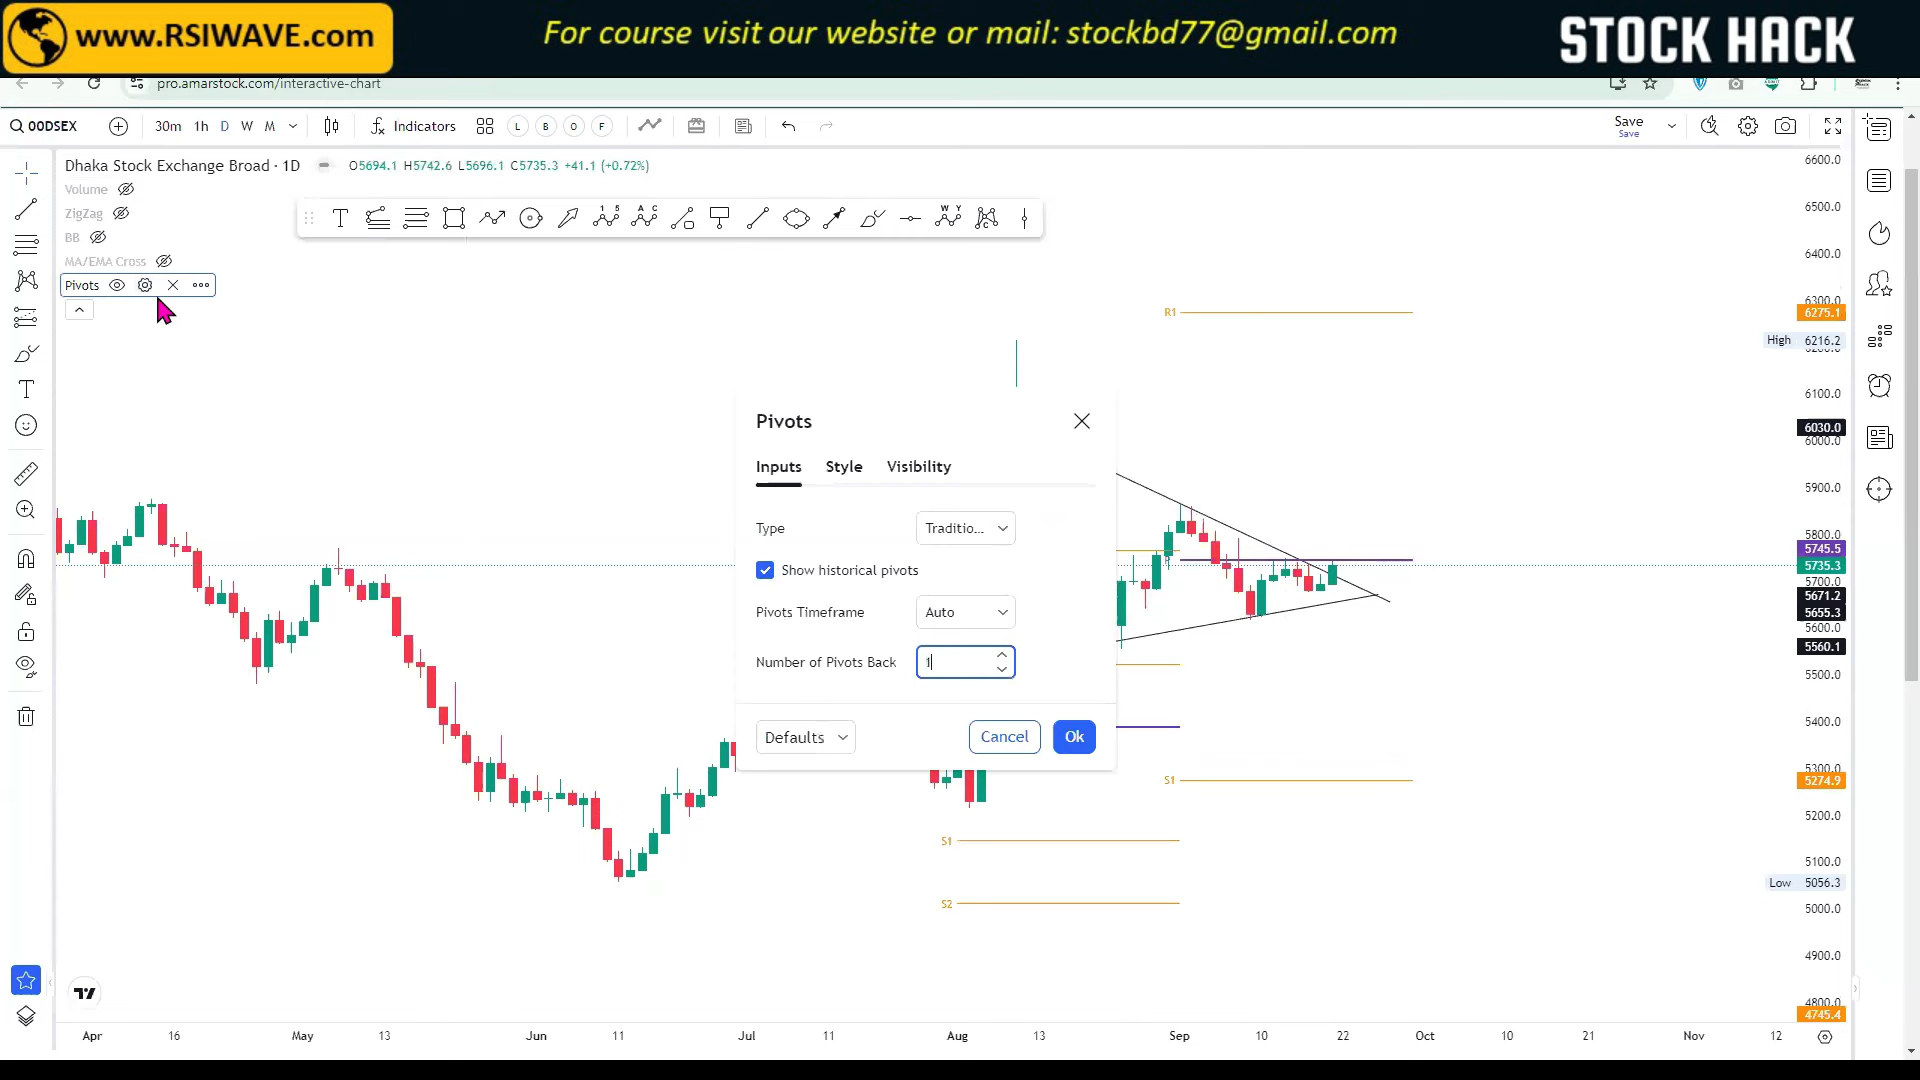 www.RSIWAVE.com
For course visit our website or mail: stockbd77@gmail.com
STOCK HACK
pro.amarstock.com/interactive-chart
00DSEX
30m 1h D W M
Indicators
L B O F
Save
Save
Dhaka Stock Exchange Broad · 1D
O5694.1 H5742.6 L5696.1 C5735.3 +41.1 (+0.72%)
Volume
ZigZag
BB
MA/EMA Cross
Pivots
R1
Pivots
Inputs Style Visibility
Type Traditio...
Show historical pivots
Pivots Timeframe Auto
Number of Pivots Back 1
Defaults Cancel Ok
P
S1
S1
S2
6600.0
6500.0
6400.0
6300.0
6275.1
High 6216.2
6200.0
6100.0
6030.0
6000.0
5900.0
5800.0
5745.5
5735.3
5700.0
5671.2
5655.3
5600.0
5560.1
5500.0
5400.0
5300.0
5274.9
5200.0
5100.0
Low 5056.3
5000.0
4900.0
4800.0
4745.4
Apr 16 May 13 Jun 11 Jul 11 Aug 13 Sep 10 22 Oct 10 21 Nov 12